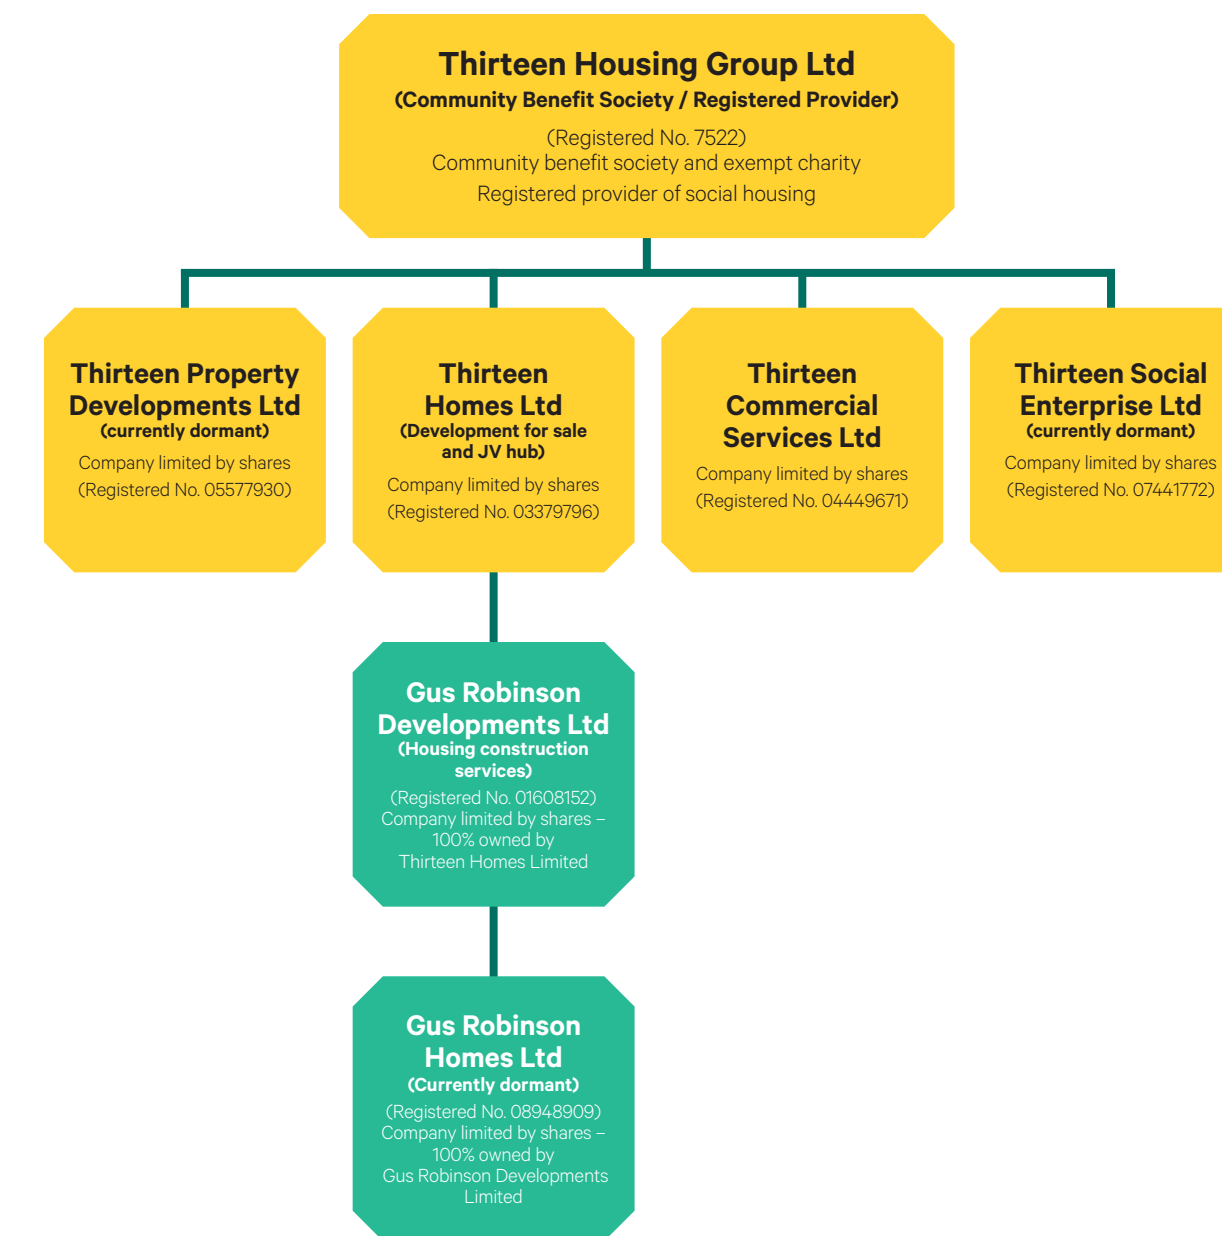 Thirteen Housing Group Ltd
(Community Benefit Society / Registered Provider)
(Registered No. 7522)
Community benefit society and exempt charity
Registered provider of social housing
Thirteen Property
Developments Ltd
(currently dormant)
Company limited by shares
(Registered No. 05577930)
Thirteen
Homes Ltd
(Development for sale
and JV hub)
Company limited by shares
(Registered No. 03379796)
Thirteen
Commercial
Services Ltd
Company limited by shares
(Registered No. 04449671)
Thirteen Social
Enterprise Ltd
(currently dormant)
Company limited by shares
(Registered No. 07441772)
Gus Robinson
Developments Ltd
(Housing construction
services)
(Registered No. 01608152)
Company limited by shares –
100% owned by
Thirteen Homes Limited
Gus Robinson
Homes Ltd
(Currently dormant)
(Registered No. 08948909)
Company limited by shares –
100% owned by
Gus Robinson Developments
Limited